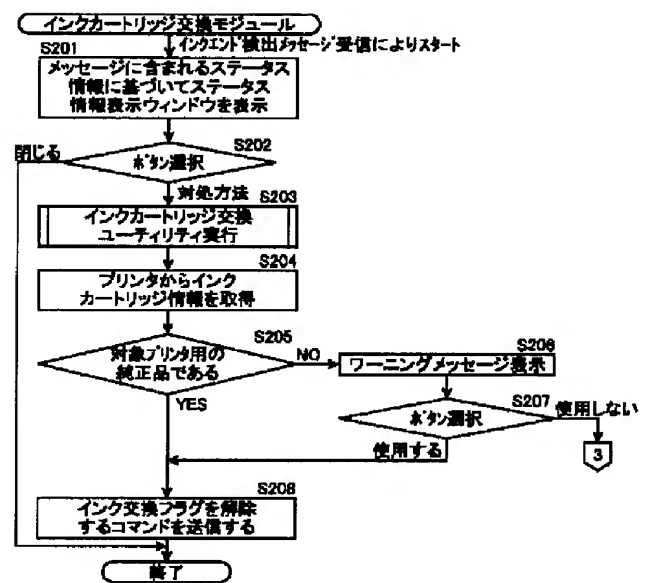 インクカートリッジ交換モジュール
インクエンド検出メッセージ受信によりスタート
S201
メッセージに含まれるステータス
情報に基づいてステータス
情報表示ウィンドウを表示
S202
閉じる
ボタン選択
対処方法
S203
インクカートリッジ交換
ユーティリティ実行
S204
プリンタからインク
カートリッジ情報を取得
S205
対象プリンタ用の
純正品である
NO
YES
S206
ワーニングメッセージ表示
S207
使用しない
ボタン選択
使用する
3
S208
インク交換フラグを解除
するコマンドを送信する
終了